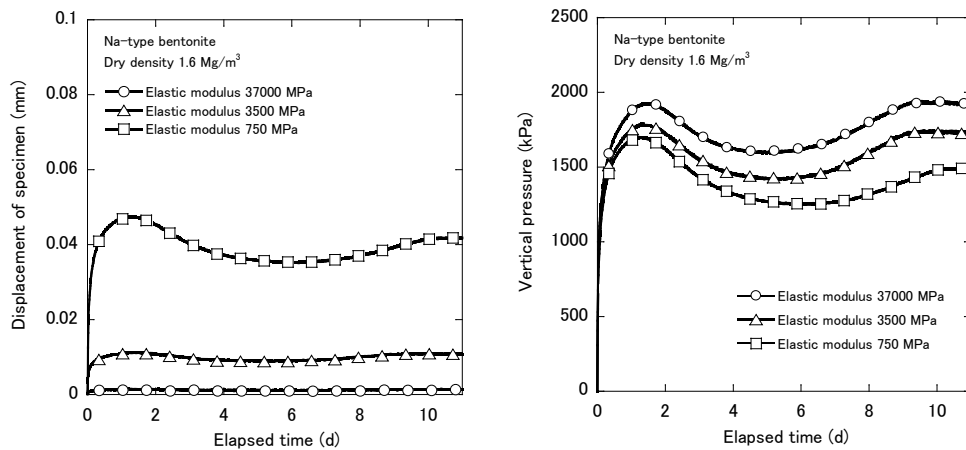 0.1
0.08
0.06
0.04
0.02
0
Displacement of specimen (mm)
Na-type bentonite
Dry density 1.6 Mg/m³
Elastic modulus 37000 MPa
Elastic modulus 3500 MPa
Elastic modulus 750 MPa
0 2 4 6 8 10
Elapsed time (d)
2500
2000
1500
1000
500
0
Vertical pressure (kPa)
Na-type bentonite
Dry density 1.6 Mg/m³
Elastic modulus 37000 MPa
Elastic modulus 3500 MPa
Elastic modulus 750 MPa
0 2 4 6 8 10
Elapsed time (d)